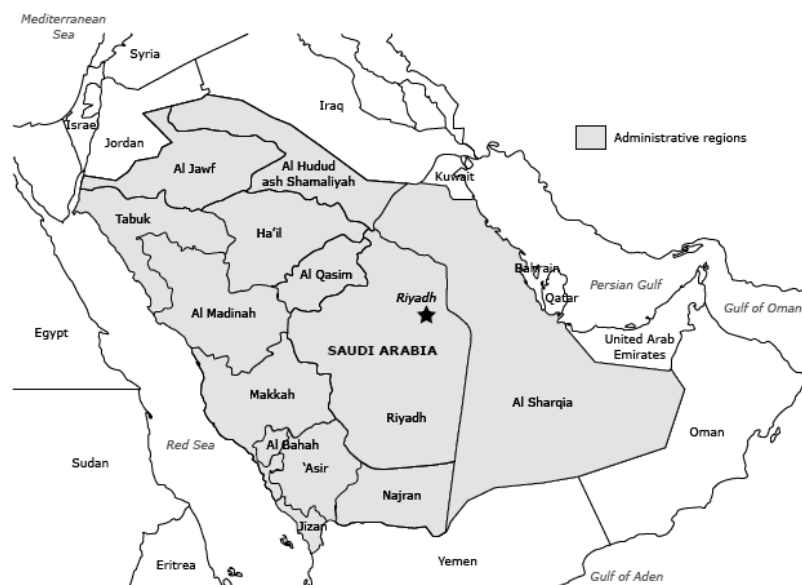 Mediterranean
Sea
Syria
Iraq
Israel
Jordan
Administrative regions
Al Jawf
Al Hudud
ash Shamaliyah
Kuwait
Tabuk
Ha'il
Al Qasim
Bahrain
Persian Gulf
Qatar
Riyadh
Gulf of Oman
Al Madinah
Egypt
SAUDI ARABIA
United Arab
Emirates
Makkah
Al Sharqia
Riyadh
Oman
Red Sea
Al Bahah
Sudan
'Asir
Najran
Jizan
Eritrea
Yemen
Gulf of Aden